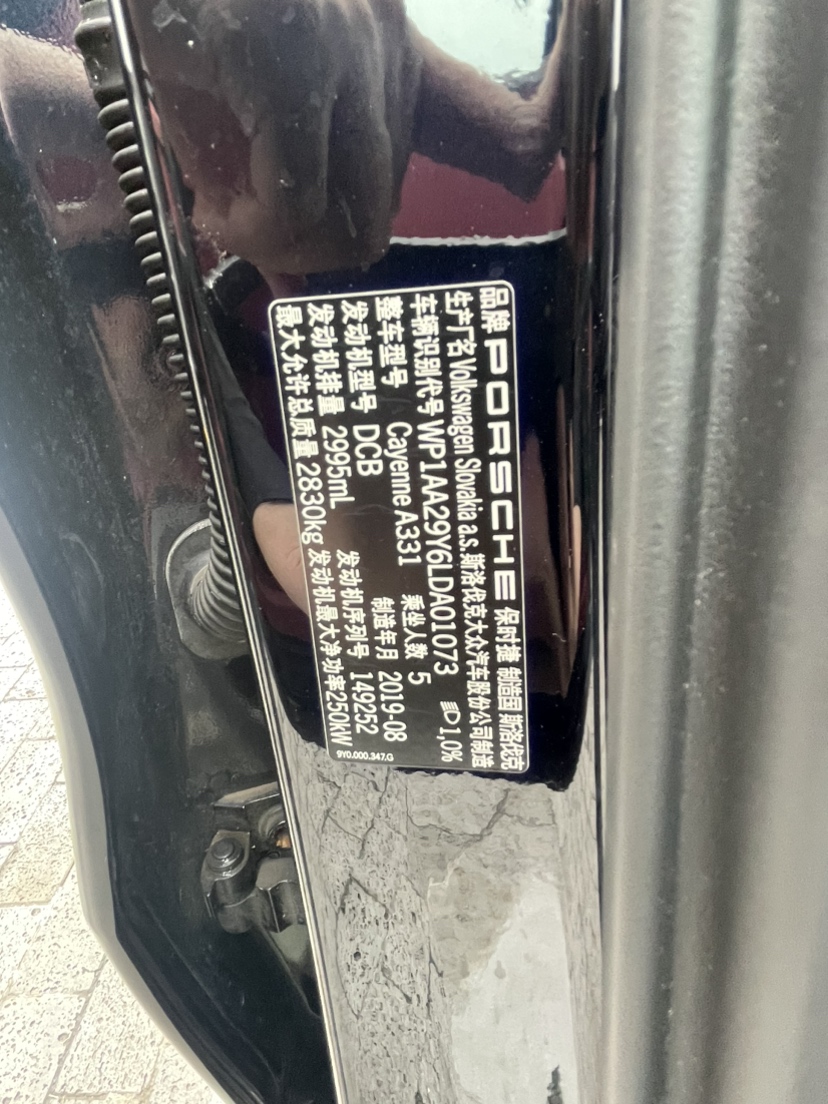 品牌 PORSCHE 保时捷 制造国 斯洛伐克
生产厂名 Volkswagen Slovakia a.s.斯洛伐克大众汽车股份公司制造
车辆识别代号 WP1AA29Y6LDA01073 1,0%
整车型号 Cayenne A331 乘坐人数 5
发动机型号 DCB 制造年月 2019-08
发动机排量 2995mL 发动机序列号 149252
最大允许总质量 2830kg 发动机最大净功率250kW
9Y0.000.347.G